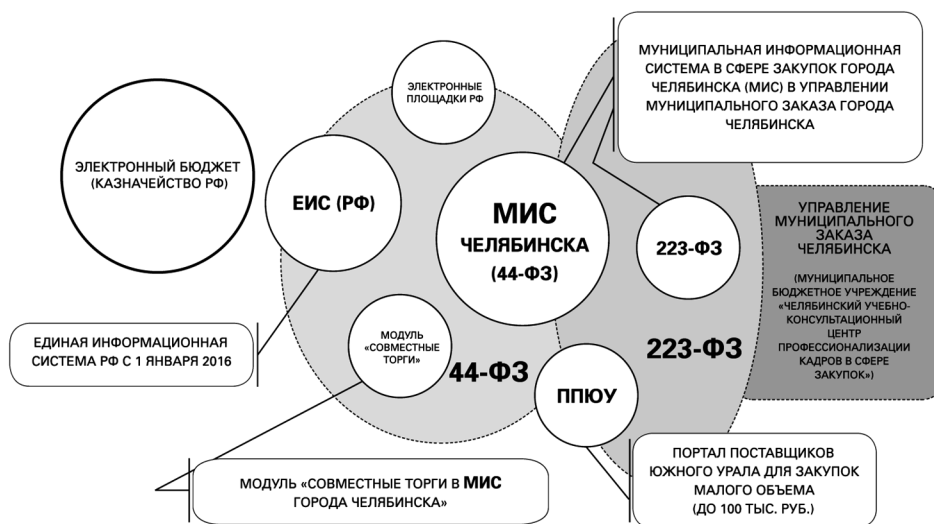 ЭЛЕКТРОННЫЕ
ПЛОЩАДКИ РФ
МУНИЦИПАЛЬНАЯ ИНФОРМАЦИОННАЯ
СИСТЕМА В СФЕРЕ ЗАКУПОК ГОРОДА
ЧЕЛЯБИНСКА (МИС) В УПРАВЛЕНИИ
МУНИЦИПАЛЬНОГО ЗАКАЗА ГОРОДА
ЧЕЛЯБИНСКА
ЭЛЕКТРОННЫЙ БЮДЖЕТ
(КАЗНАЧЕЙСТВО РФ)
ЕИС (РФ)
МИС
ЧЕЛЯБИНСКА
(44-ФЗ)
223-ФЗ
УПРАВЛЕНИЕ
МУНИЦИПАЛЬНОГО
ЗАКАЗА
ЧЕЛЯБИНСКА
(МУНИЦИПАЛЬНОЕ
БЮДЖЕТНОЕ УЧРЕЖДЕНИЕ
«ЧЕЛЯБИНСКИЙ УЧЕБНО-
КОНСУЛЬТАЦИОННЫЙ
ЦЕНТР
ПРОФЕССИОНАЛИЗАЦИИ
КАДРОВ В СФЕРЕ
ЗАКУПОК»)
ЕДИНАЯ ИНФОРМАЦИОННАЯ
СИСТЕМА РФ С 1 ЯНВАРЯ 2016
МОДУЛЬ
«СОВМЕСТНЫЕ
ТОРГИ»
44-ФЗ
223-ФЗ
ППЮУ
МОДУЛЬ «СОВМЕСТНЫЕ ТОРГИ В МИС
ГОРОДА ЧЕЛЯБИНСКА»
ПОРТАЛ ПОСТАВЩИКОВ
ЮЖНОГО УРАЛА ДЛЯ ЗАКУПОК
МАЛОГО ОБЪЕМА
(ДО 100 ТЫС. РУБ.)